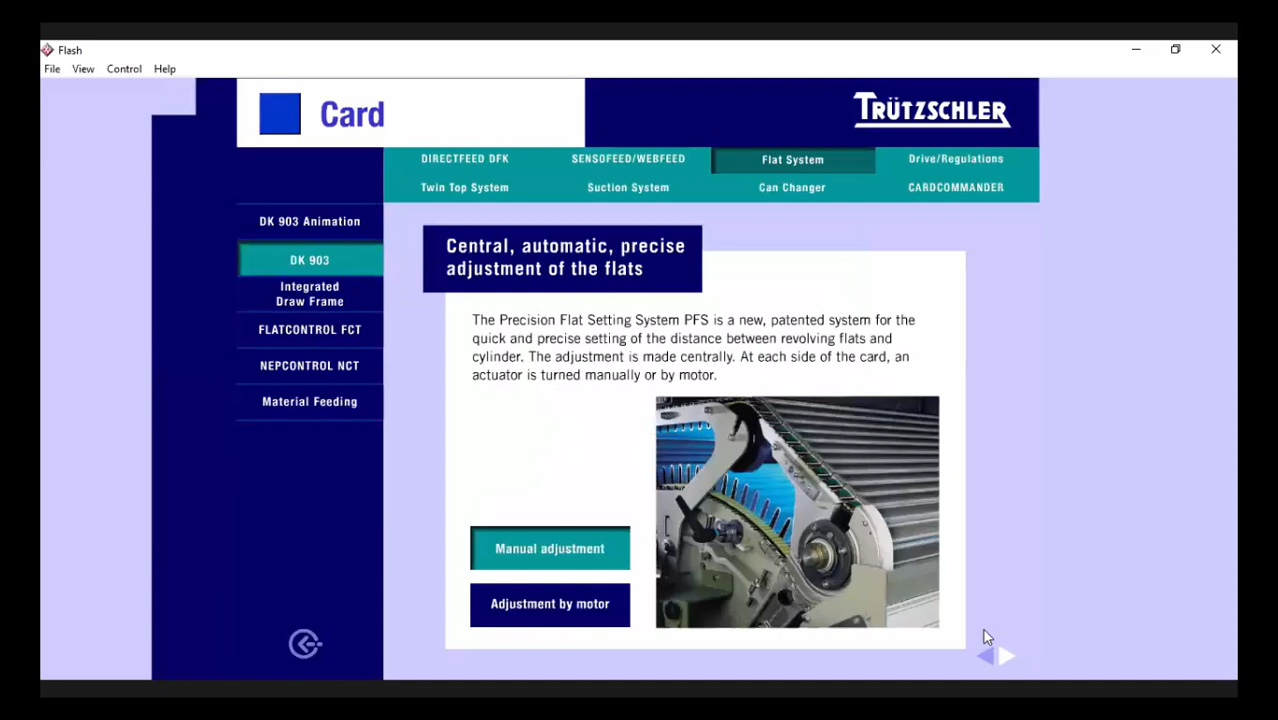 Flash
File View Control Help
Card
TRÜTZSCHLER
DIRECTFEED DFK SENSOFEED/WEBFEED Flat System Drive/Regulations
Twin Top System Suction System Can Changer CARDCOMMANDER
DK 903 Animation
DK 903
Integrated
Draw Frame
FLATCONTROL FCT
NEPCONTROL NCT
Material Feeding
Central, automatic, precise
adjustment of the flats
The Precision Flat Setting System PFS is a new, patented system for the
quick and precise setting of the distance between revolving flats and
cylinder. The adjustment is made centrally. At each side of the card, an
actuator is turned manually or by motor.
Manual adjustment
Adjustment by motor